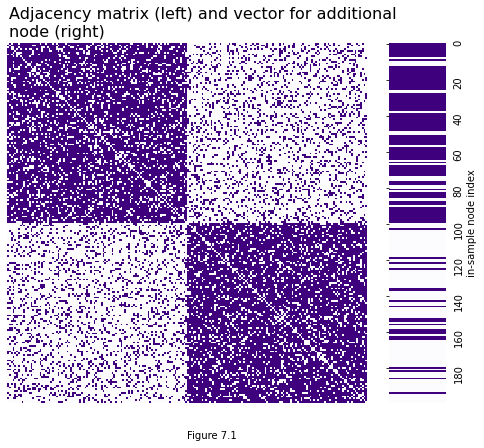 Adjacency matrix (left) and vector for additional
node (right)
0
20
40
60
80
100
120
140
160
180
in-sample node index
Figure 7.1